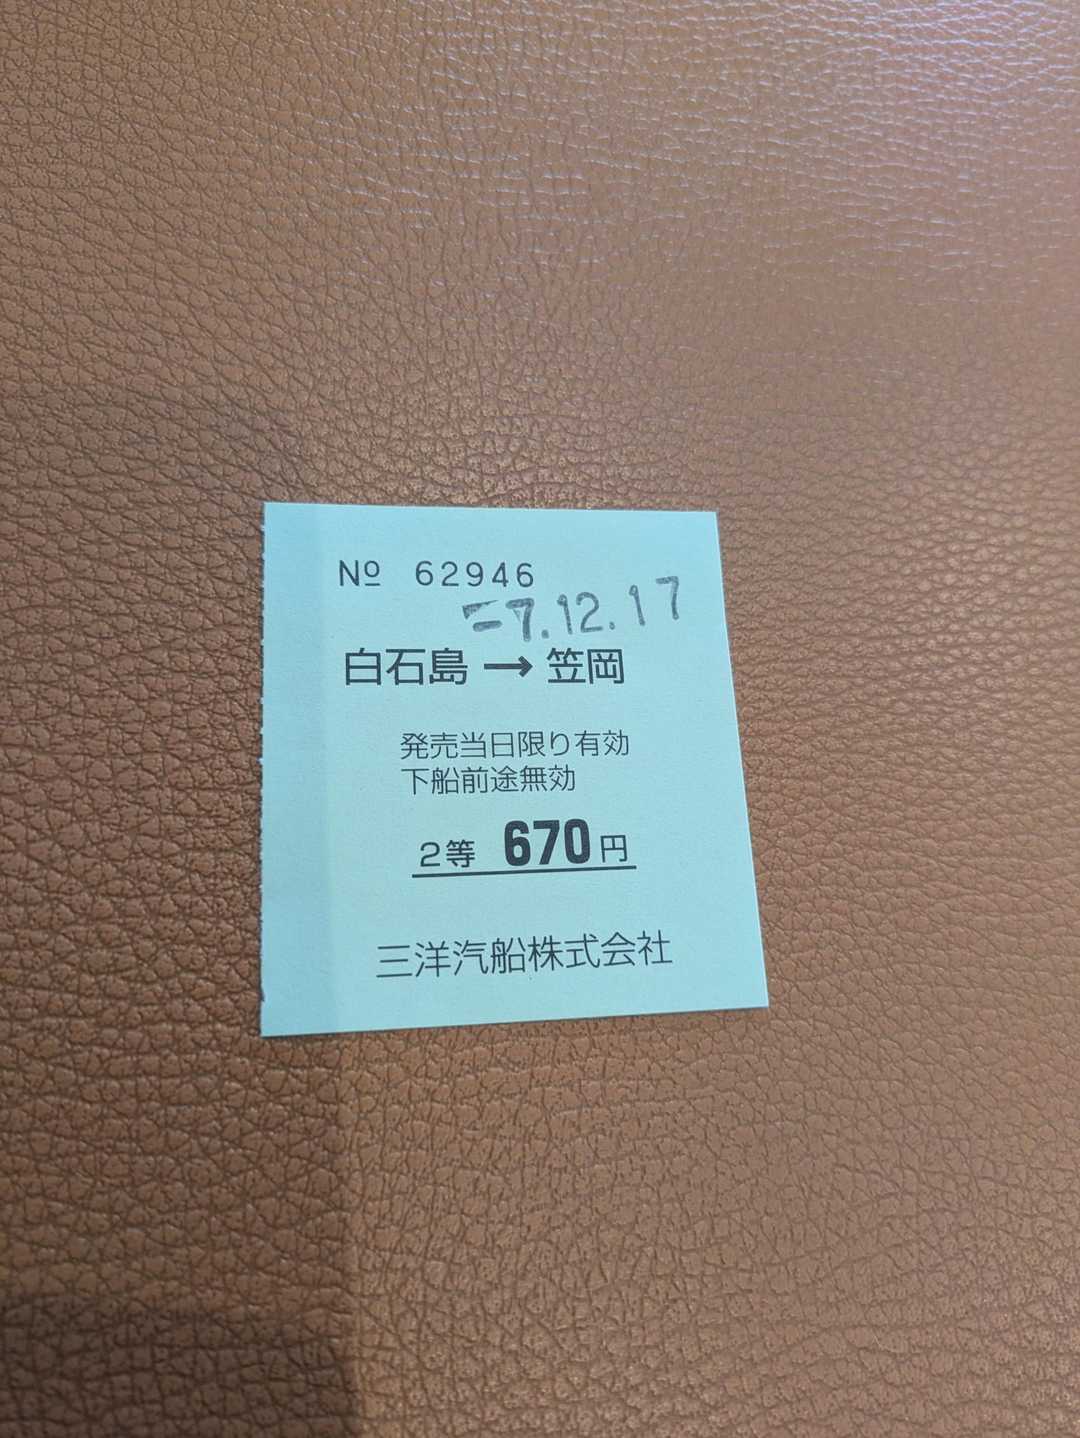 № 62946
-7.12.17
白石島 → 笠岡
発売当日限り有効
下船前途無効
2等 670円
三洋汽船株式会社